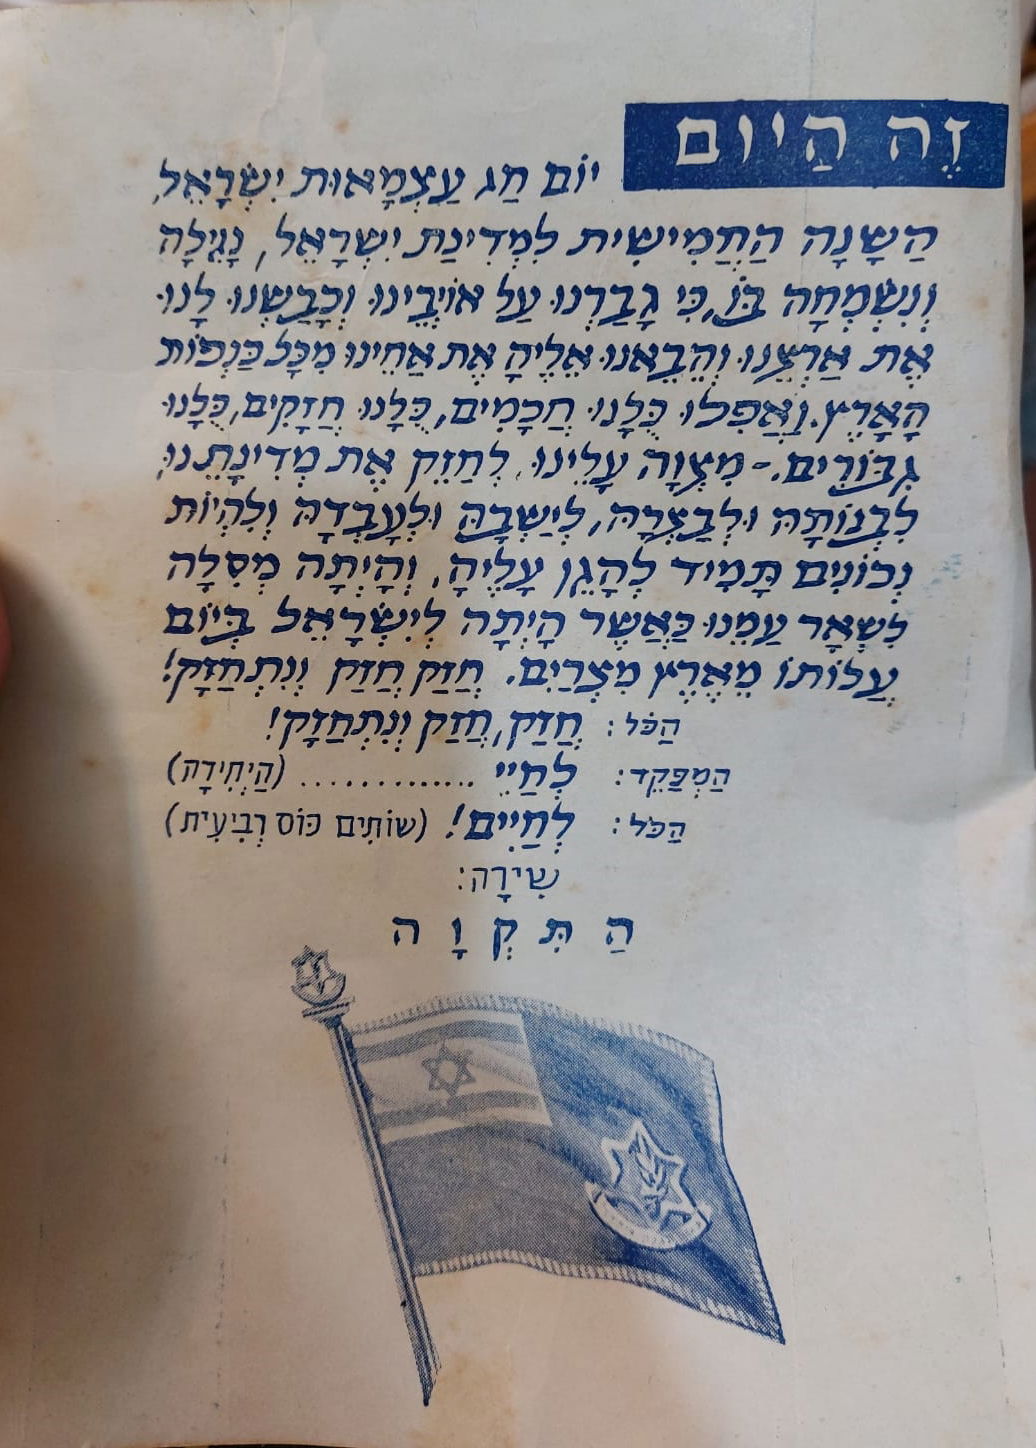 זֶה הַיוֹם
יוֹם חַג עַצְמָאוּת יִשְׂרָאֵל,
הַשָׁנָה הַחֲמִישִׁית לִמְדִינַת יִשְׂרָאֵל, נָגִילָה
וְנִשְׂמְחָה בּוֹ, כִּי גָבַרְנוּ עַל אוֹיְבֵינוּ וְכָבַשְׁנוּ לָנוּ
אֶת אַרְצֵנוּ וְהֵבֵאנוּ אֵלֶיהָ אֶת אַחֵינוּ מִכָּל כַּנְפוֹת
הָאָרֶץ. וַאֲפִלוּ כֻּלָנוּ חֲכָמִים, כֻּלָנוּ חֲזָקִים, כֻּלָנוּ
גִבּוֹרִים. - מִצְוָה עָלֵינוּ, לְחַזֵק אֶת מְדִינָתֵנוּ,
לִבְנוֹתָהּ וּלְבַצְרָהּ, לְיַשְׁבָהּ וּלְעָבְדָהּ וְלִהְיוֹת
נְכוֹנִים תָּמִיד לְהָגֵן עָלֶיהָ, וְהָיְתָה מְסִלָה
לִשְׁאָר עַמֵנוּ כַּאֲשֶׁר הָיְתָה לְיִשְׂרָאֵל בְּיוֹם
עֲלוֹתוֹ מֵאֶרֶץ מִצְרַיִם. חֲזַק חֲזַק וְנִתְחַזָק!
הַכֹּל: חֲזַק, חֲזַק וְנִתְחַזָק!
הַמְפַקֵד: לְחַיֵי ............. (הַיְחִידָה)
הַכֹּל: לְחַיִים! (שׁוֹתִים כּוֹס רְבִיעִית)
שִׁירָה:
הַ תִּ קְ וָ ה